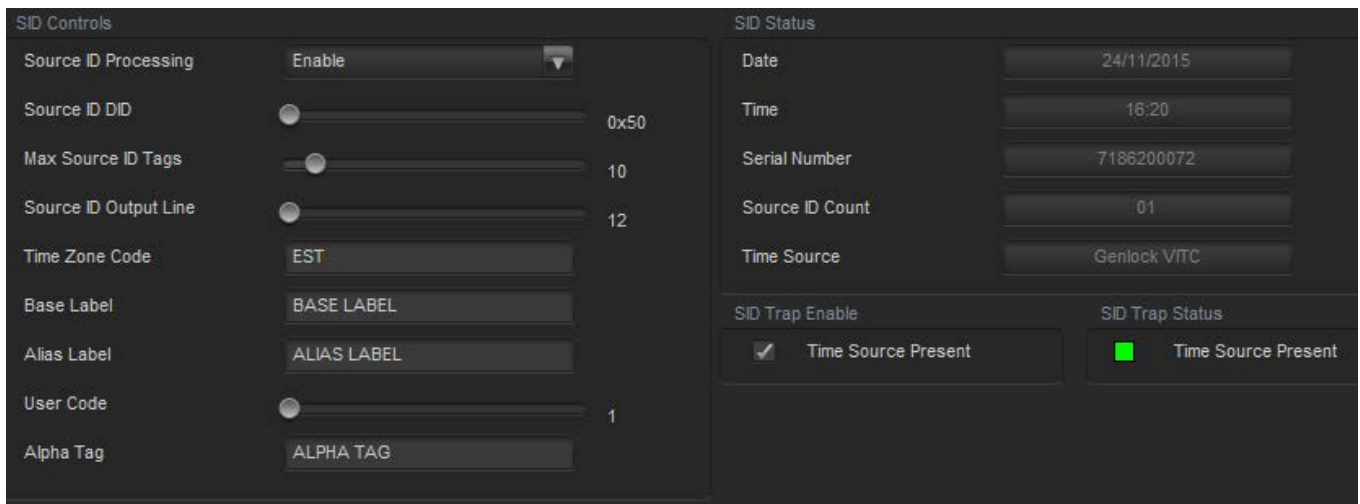 SID Controls
Source ID Processing Enable
Source ID DID 0x50
Max Source ID Tags 10
Source ID Output Line 12
Time Zone Code EST
Base Label BASE LABEL
Alias Label ALIAS LABEL
User Code 1
Alpha Tag ALPHA TAG
SID Status
Date 24/11/2015
Time 16:20
Serial Number 7186200072
Source ID Count 01
Time Source Genlock VITC
SID Trap Enable
Time Source Present
SID Trap Status
Time Source Present